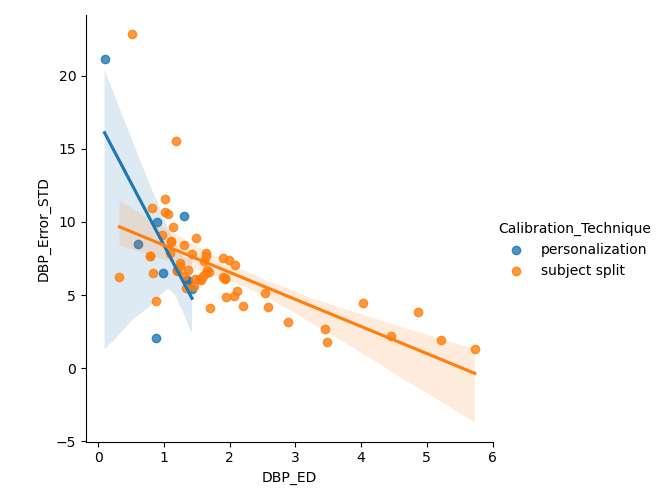 20
15
10
5
0
−5
DBP_Error_STD
0 1 2 3 4 5 6
DBP_ED
Calibration_Technique
personalization
subject split